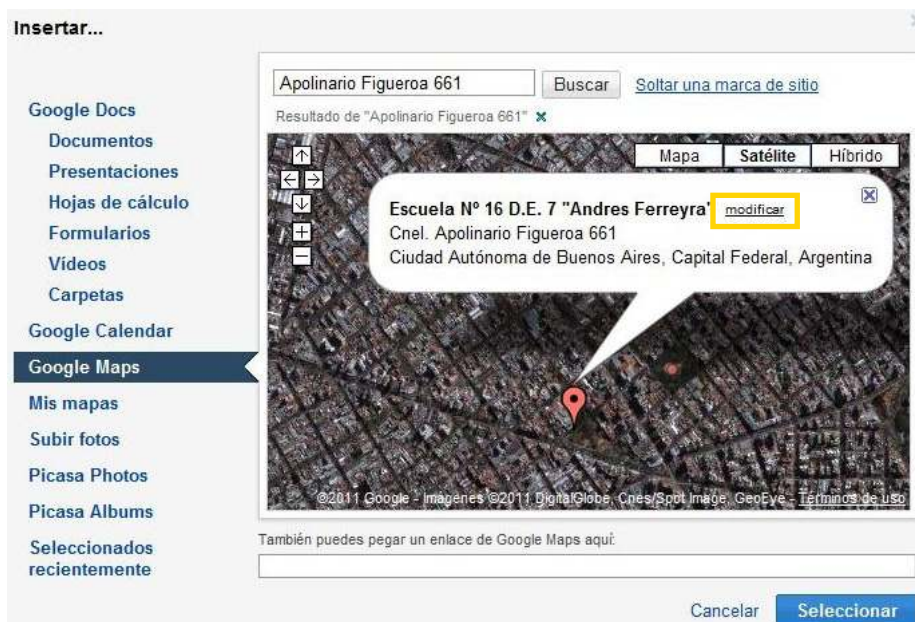 Insertar...
Google Docs
Documentos
Presentaciones
Hojas de cálculo
Formularios
Vídeos
Carpetas
Google Calendar
Google Maps
Mis mapas
Subir fotos
Picasa Photos
Picasa Albums
Seleccionados
recientemente
Apolinario Figueroa 661 Buscar Soltar una marca de sitio
Resultado de "Apolinario Figueroa 661"
Mapa Satélite Híbrido
Escuela Nº 16 D.E. 7 "Andres Ferreyra" modificar
Cnel. Apolinario Figueroa 661
Ciudad Autónoma de Buenos Aires, Capital Federal, Argentina
©2011 Google - Imágenes ©2011 DigitalGlobe, Cnes/Spot Image, GeoEye - Términos de uso
También puedes pegar un enlace de Google Maps aquí:
Cancelar Seleccionar